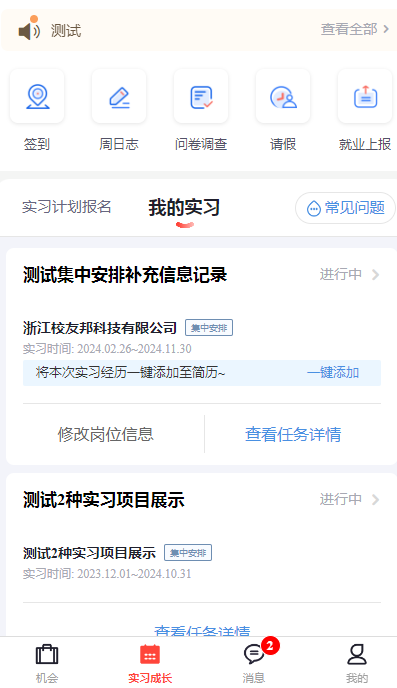 测试 查看全部
签到 周日志 问卷调查 请假 就业上报
实习计划报名 我的实习 常见问题
测试集中安排补充信息记录 进行中
浙江校友邦科技有限公司 集中安排
实习时间: 2024.02.26~2024.11.30
将本次实习经历一键添加至简历~ 一键添加
修改岗位信息 查看任务详情
测试2种实习项目展示 进行中
测试2种实习项目展示 集中安排
实习时间: 2023.12.01~2024.10.31
查看任务详情
2
机会 实习成长 消息 我的